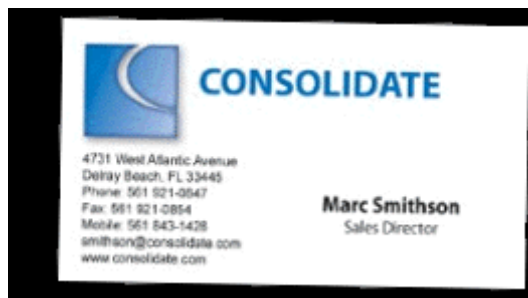 CONSOLIDATE
4731 West Atlantic Avenue
Delray Beach, FL 33445
Phone: 561 921-0847
Fax: 561 921-0854
Mobile: 561 843-1428
smithson@consolidate.com
www.consolidate.com
Marc Smithson
Sales Director